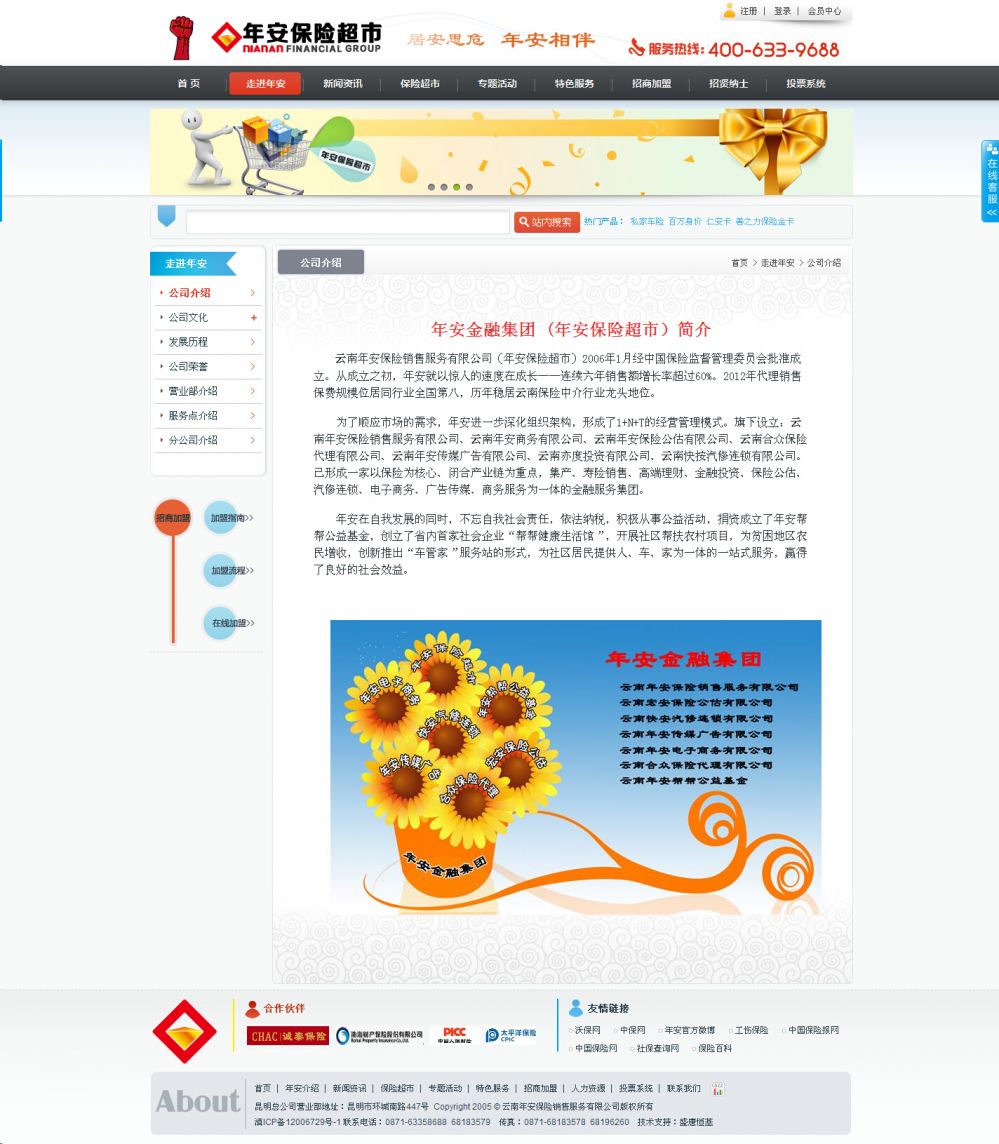 注册 | 登录 | 会员中心
年安保险超市
NIANAN FINANCIAL GROUP
居安思危 年安相伴
服务热线: 400-633-9688
首 页 走进年安 新闻资讯 保险超市 专题活动 特色服务 招商加盟 招贤纳士 投票系统
年安保险超市
在线客服
站内搜索 热门产品： 私家车险 百万身价 仁安卡 善之力保险金卡
走进年安
公司介绍
公司文化
发展历程
公司荣誉
营业部介绍
服务点介绍
分公司介绍
招商加盟
加盟指南>>
加盟流程>>
在线加盟>>
公司介绍
首页 > 走进年安 > 公司介绍
年安金融集团（年安保险超市）简介
云南年安保险销售服务有限公司（年安保险超市）2006年1月经中国保险监督管理委员会批准成
立。从成立之初，年安就以惊人的速度在成长——连续六年销售额增长率超过60%。2012年代理销售
保费规模位居同行业全国第八，历年稳居云南保险中介行业龙头地位。
为了顺应市场的需求，年安进一步深化组织架构，形成了1+N+T的经营管理模式。旗下设立：云
南年安保险销售服务有限公司、云南年安商务有限公司、云南年安保险公估有限公司、云南合众保险
代理有限公司、云南年安传媒广告有限公司、云南亦度投资有限公司、云南快按汽修连锁有限公司。
已形成一家以保险为核心、闭合产业链为重点，集产、寿险销售、高端理财、金融投资、保险公估、
汽修连锁、电子商务、广告传媒、商务服务为一体的金融服务集团。
年安在自我发展的同时，不忘自我社会责任，依法纳税，积极从事公益活动，捐资成立了年安帮
帮公益基金，创立了省内首家社会企业“帮帮健康生活馆”，开展社区帮扶农村项目，为贫困地区农
民增收，创新推出“车管家”服务站的形式，为社区居民提供人、车、家为一体的一站式服务，赢得
了良好的社会效益。
年安保险超市
年安电子商务
年安帮帮公益基金
快安汽修连锁
宏安保险公估
年安传媒广告
合众保险代理
年安金融集团
年安金融集团
云南年安保险销售服务有限公司
云南宏安保险公估有限公司
云南快安汽修连锁有限公司
云南年安传媒广告有限公司
云南年安电子商务有限公司
云南合众保险代理有限公司
云南年安帮帮公益基金
合作伙伴
CHAC 诚泰保险
渤海财产保险股份有限公司
Bohai Property Insurance Co.,Ltd.
PICC
太平洋保险
CPIC
友情链接
沃保网 中保网 年安官方微博 工伤保险 中国保险报网
中国保险网 社保查询网 保险百科
About
首页 | 年安介绍 | 新闻资讯 | 保险超市 | 专题活动 | 特色服务 | 招商加盟 | 人力资源 | 投票系统 | 联系我们
昆明总公司营业部地址：昆明市环城南路447号 Copyright 2005 © 云南年安保险销售服务有限公司版权所有
滇ICP备12006729号-1 联系电话：0871-63358688 68183579 传真：0871-68183578 68196260 技术支持：盛唐恒基